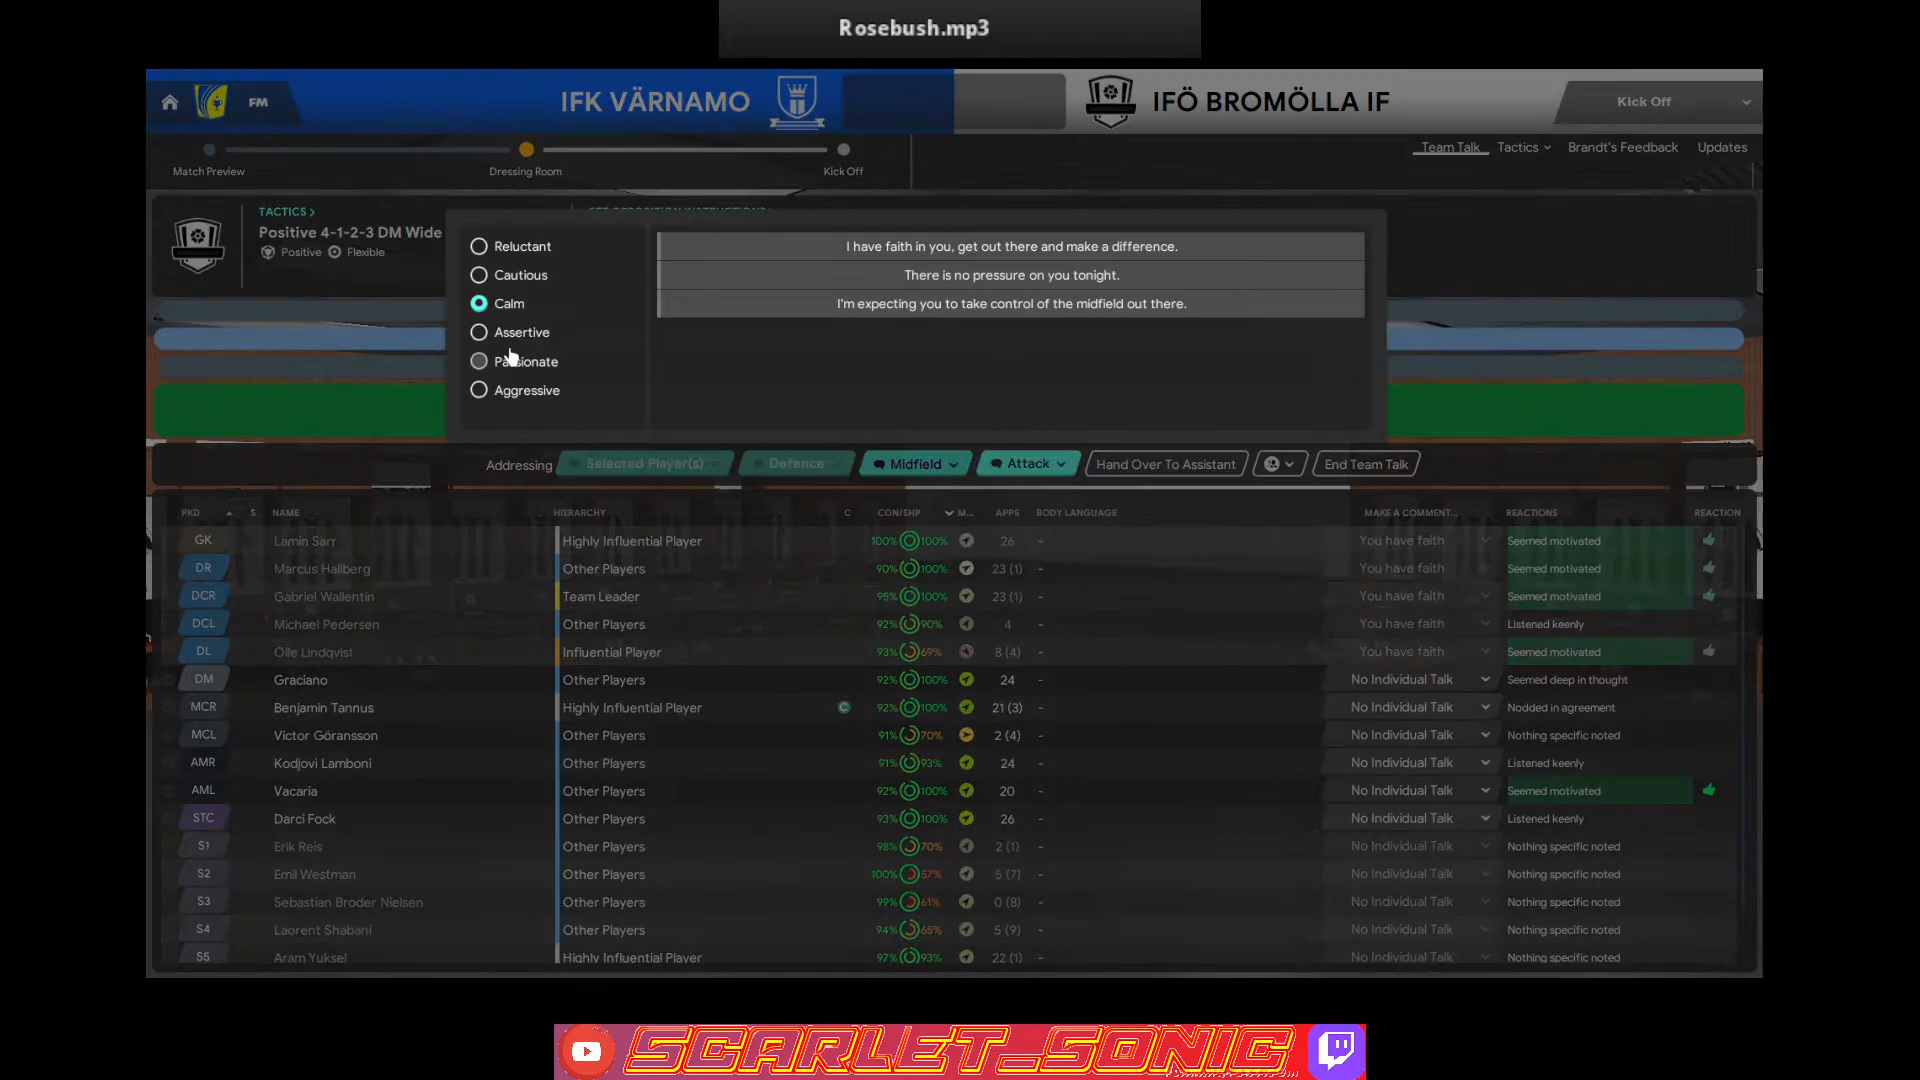 Rosebush.mp3
FM
IFK VÄRNAMO
IFÖ BROMÖLLA IF
Kick Off
Match Preview
Dressing Room
Kick Off
Team Talk
Tactics
Brandt's Feedback
Updates
TACTICS >
Positive 4-1-2-3 DM Wide
Positive Flexible
Reluctant
Cautious
Calm
Assertive
Passionate
Aggressive
I have faith in you, get out there and make a difference.
There is no pressure on you tonight.
I'm expecting you to take control of the midfield out there.
Addressing Selected Player(s) Defence Midfield Attack Hand Over To Assistant End Team Talk
PKD S NAME HIERARCHY C CON/SHP M... APPS BODY LANGUAGE MAKE A COMMENT... REACTIONS REACTION
GK Lamin Sarr Highly Influential Player 100% 100% 26 - You have faith Seemed motivated
DR Marcus Hallberg Other Players 90% 100% 23 (1) - You have faith Seemed motivated
DCR Gabriel Wallentin Team Leader 95% 100% 23 (1) - You have faith Seemed motivated
DCL Michael Pedersen Other Players 92% 90% 4 - You have faith Listened keenly
DL Olle Lindqvist Influential Player 93% 69% 8 (4) - You have faith Seemed motivated
DM Graciano Other Players 92% 100% 24 - No Individual Talk Seemed deep in thought
MCR Benjamin Tannus Highly Influential Player C 92% 100% 21 (3) - No Individual Talk Nodded in agreement
MCL Victor Göransson Other Players 91% 70% 2 (4) - No Individual Talk Nothing specific noted
AMR Kodjovi Lamboni Other Players 91% 93% 24 - No Individual Talk Listened keenly
AML Vacaria Other Players 92% 100% 20 - No Individual Talk Seemed motivated
STC Darci Fock Other Players 93% 100% 26 - No Individual Talk Listened keenly
S1 Erik Reis Other Players 98% 70% 2 (1) - No Individual Talk Nothing specific noted
S2 Emil Westman Other Players 100% 57% 5 (7) - No Individual Talk Nothing specific noted
S3 Sebastian Broder Nielsen Other Players 99% 61% 0 (8) - No Individual Talk Nothing specific noted
S4 Laorent Shabani Other Players 94% 65% 5 (9) - No Individual Talk Nothing specific noted
S5 Aram Yuksel Highly Influential Player 97% 93% 22 (1) - No Individual Talk Nothing specific noted
SCARLET_SONIC